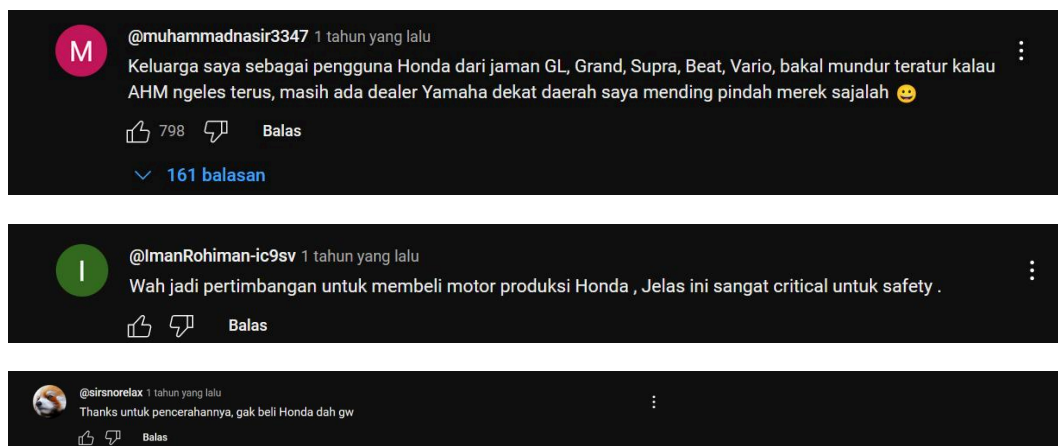 M
@muhammadnasir3347 1 tahun yang lalu
Keluarga saya sebagai pengguna Honda dari jaman GL, Grand, Supra, Beat, Vario, bakal mundur teratur kalau
AHM ngeles terus, masih ada dealer Yamaha dekat daerah saya mending pindah merek sajalah 😀
798 Balas
161 balasan
I
@ImanRohiman-ic9sv 1 tahun yang lalu
Wah jadi pertimbangan untuk membeli motor produksi Honda , Jelas ini sangat critical untuk safety .
Balas
@sirsnorelax 1 tahun yang lalu
Thanks untuk pencerahannya, gak beli Honda dah gw
Balas